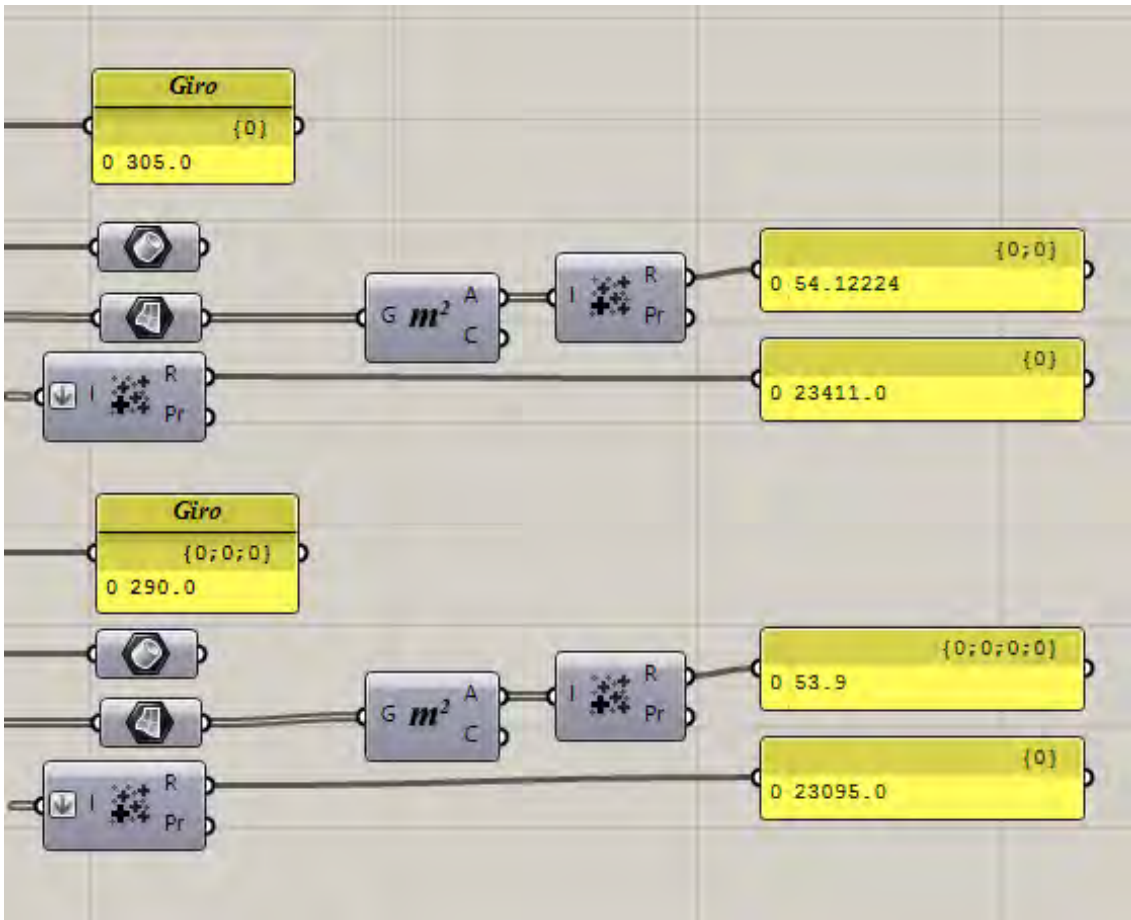 Giro
{0}
0 305.0
{0;0}
0 54.12224
G m² A
C
I R
Pr
{0}
0 23411.0
I R
Pr
Giro
{0;0;0}
0 290.0
{0;0;0;0}
0 53.9
G m² A
C
I R
Pr
{0}
0 23095.0
I R
Pr